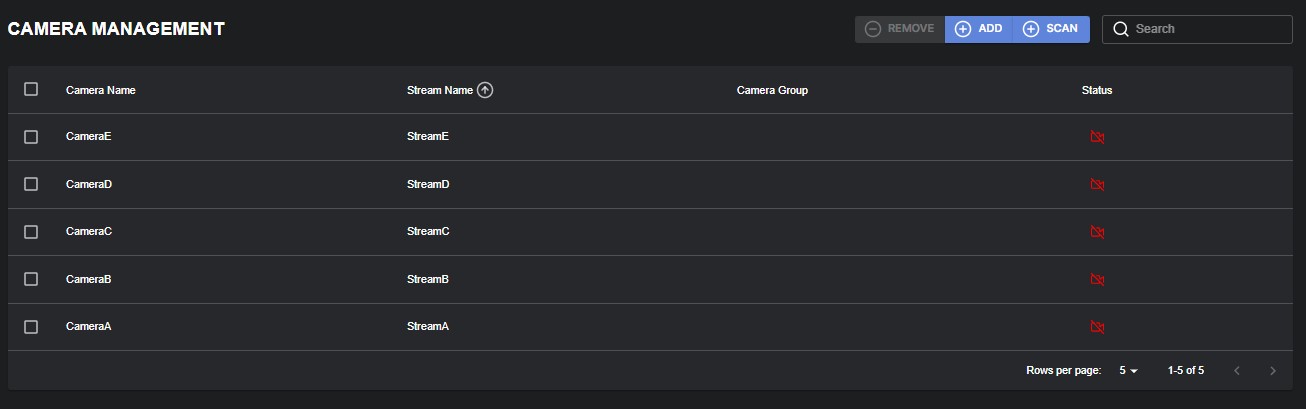 CAMERA MANAGEMENT REMOVE ADD SCAN Search
Camera Name Stream Name Camera Group Status
CameraE StreamE
CameraD StreamD
CameraC StreamC
CameraB StreamB
CameraA StreamA
Rows per page: 5 1-5 of 5